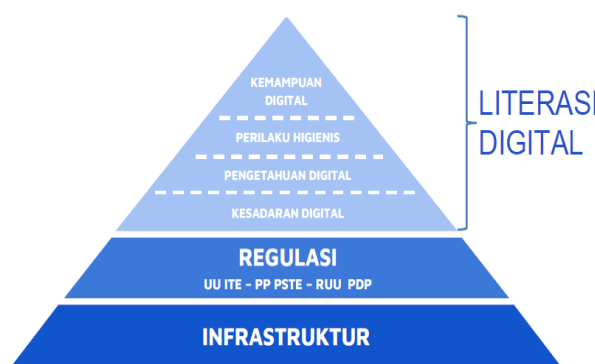 KEMAMPUAN
DIGITAL
PERILAKU HIGIENIS
PENGETAHUAN DIGITAL
KESADARAN DIGITAL
LITERASI
DIGITAL
REGULASI
UU ITE – PP PSTE – RUU PDP
INFRASTRUKTUR